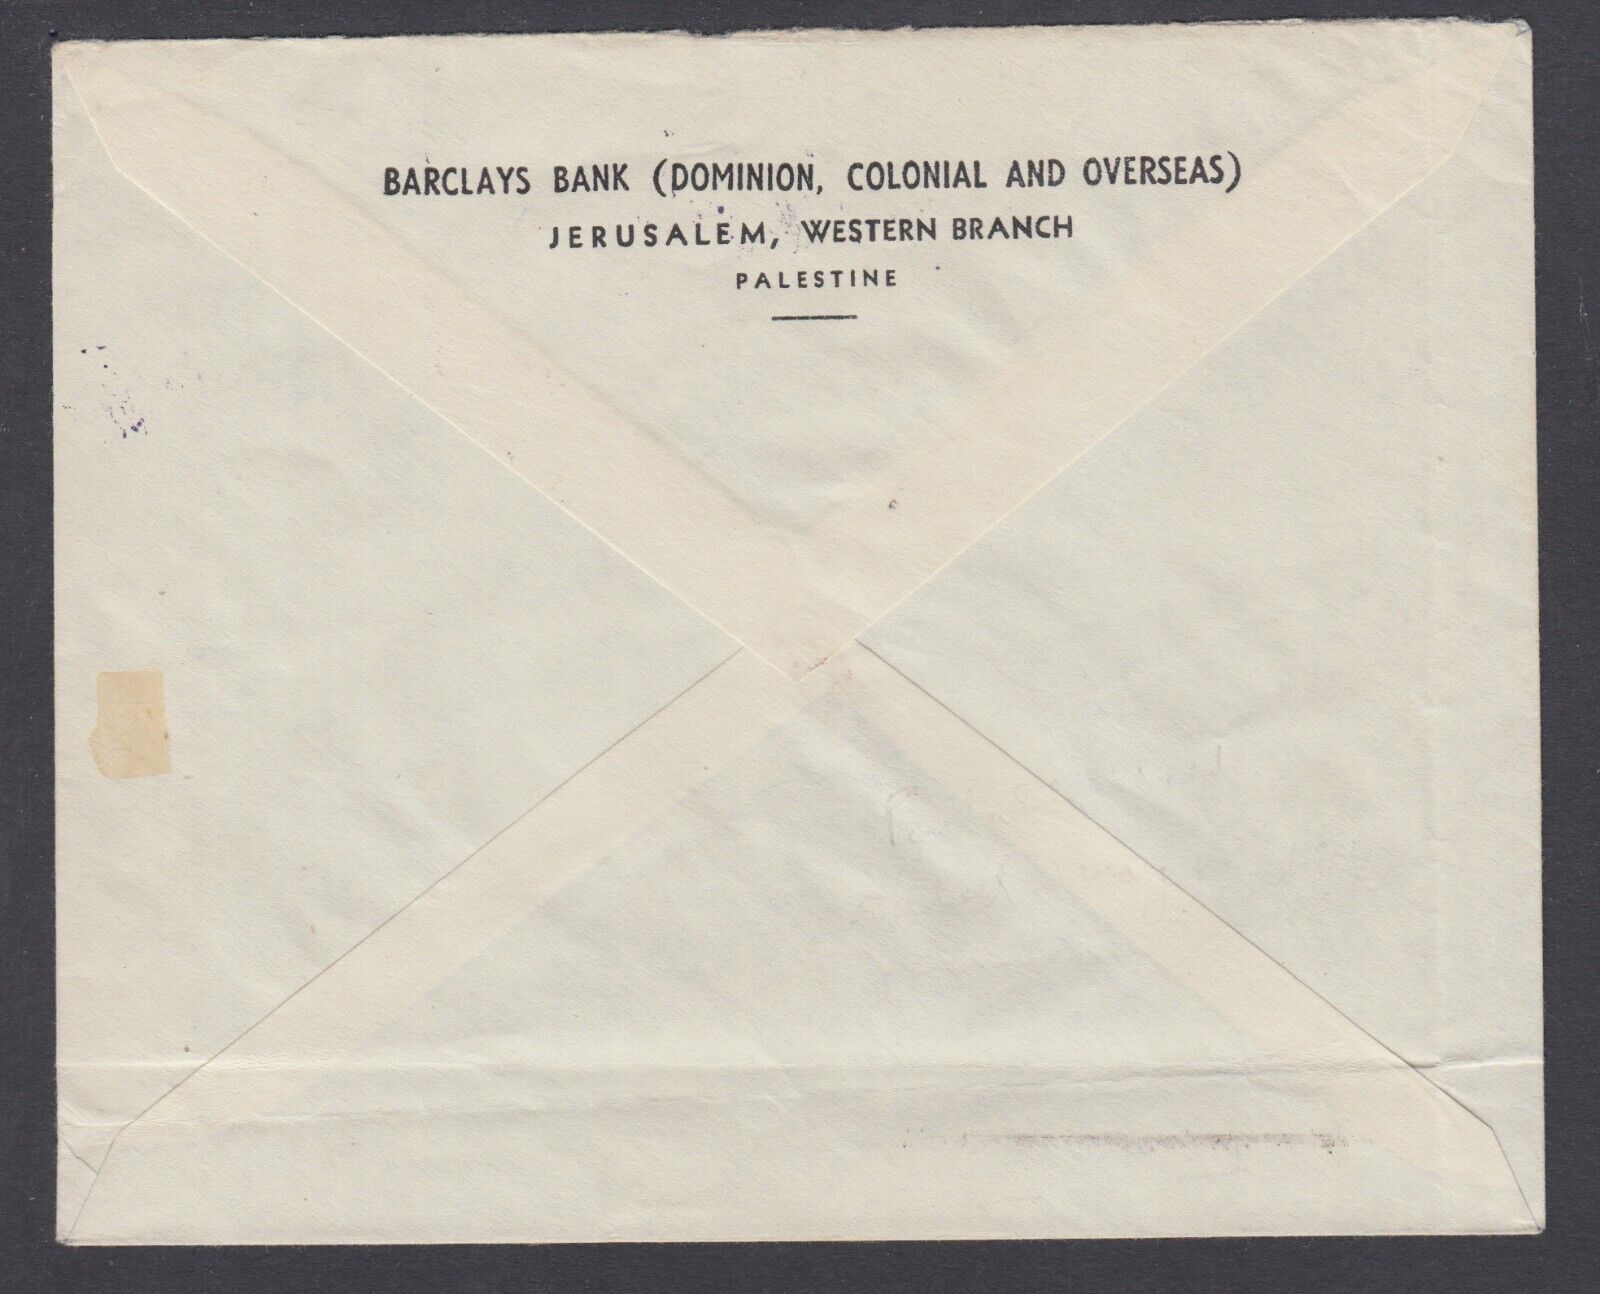 BARCLAYS BANK (DOMINION, COLONIAL AND OVERSEAS)
JERUSALEM, WESTERN BRANCH
PALESTINE